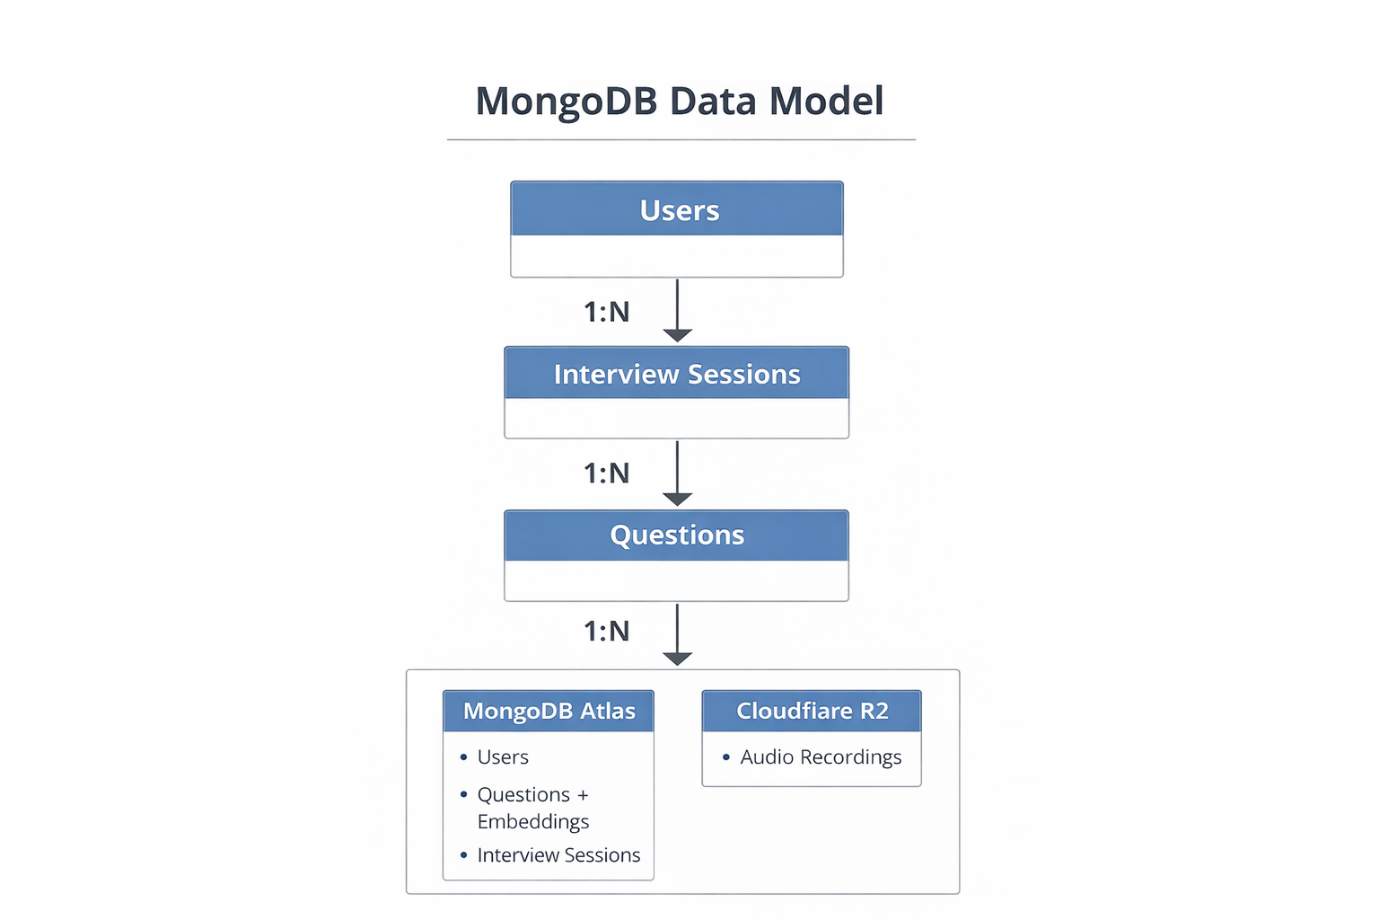 MongoDB Data Model
Users
1:N
Interview Sessions
1:N
Questions
1:N
MongoDB Atlas
• Users
• Questions +
Embeddings
• Interview Sessions
Cloudfiare R2
• Audio Recordings